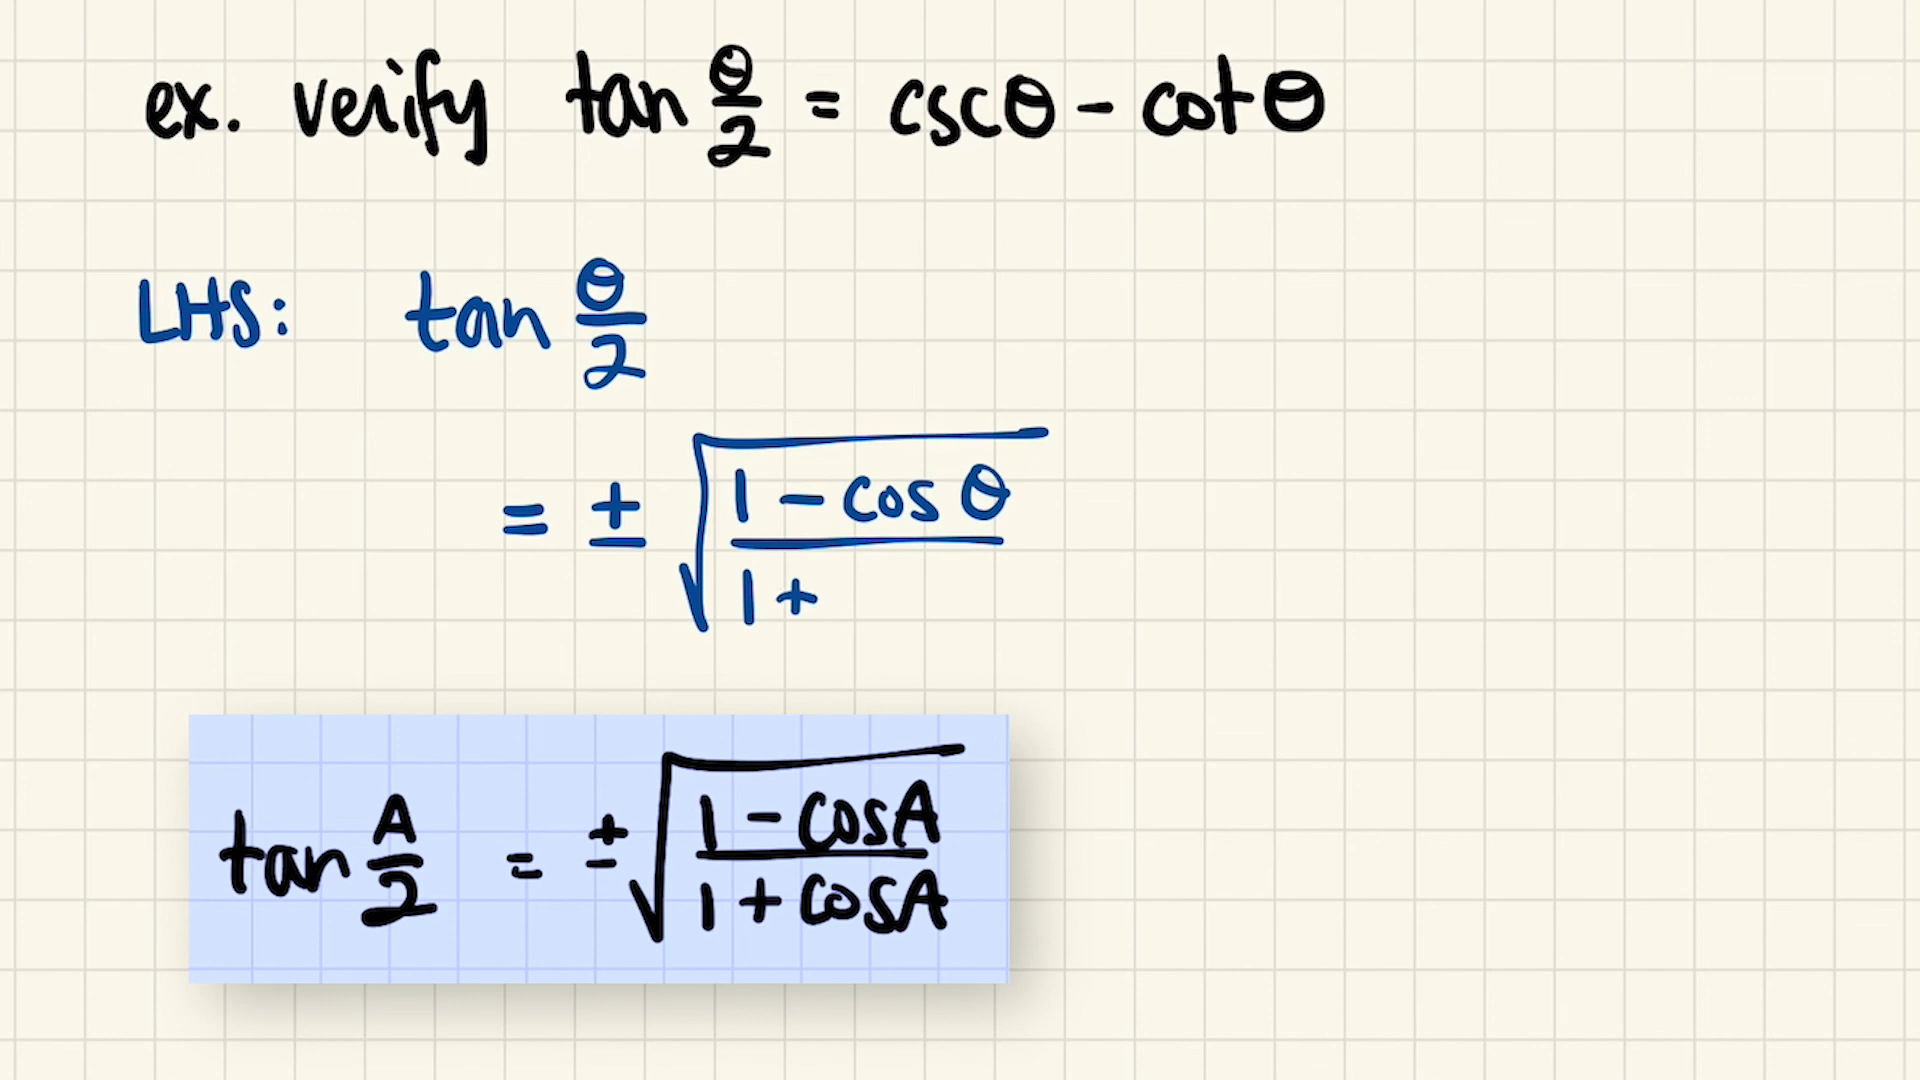 ex. verify tan θ/2 = cscθ - cotθ
LHS: tan θ/2
= ± √(1 - cos θ / 1 +
tan A/2 = ± √(1 - cosA / 1 + cosA)